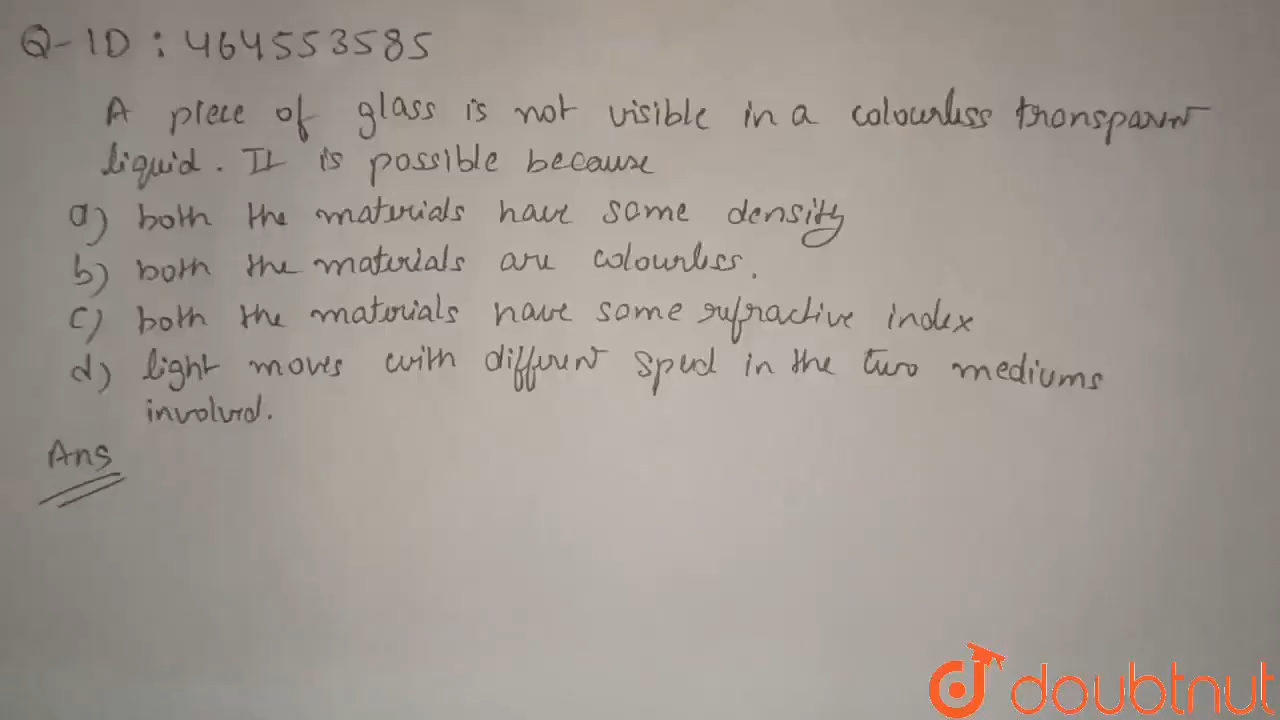 Q-ID : 464553585
A piece of glass is not visible in a colourless transparent
liquid. It is possible because
a) both the materials have same density
b) both the materials are colourless.
c) both the materials have same refractive index
d) light moves with different speed in the two mediums
involved.
Ans
doubtnut